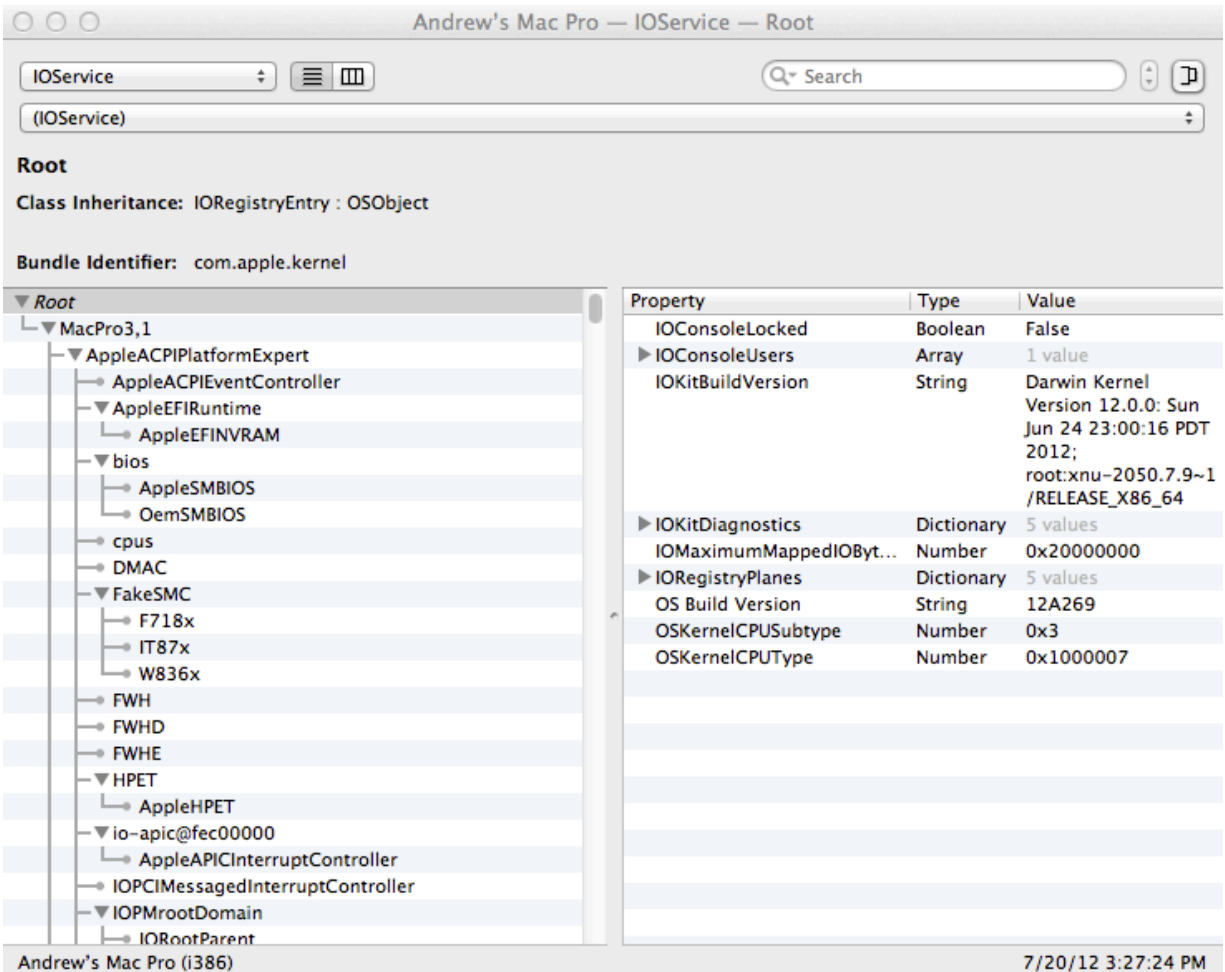 Andrew's Mac Pro — IOService — Root
IOService
Search
(IOService)
Root
Class Inheritance: IORegistryEntry : OSObject
Bundle Identifier: com.apple.kernel
Root
MacPro3,1
AppleACPIPlatformExpert
AppleACPIEventController
AppleEFIRuntime
AppleEFINVRAM
bios
AppleSMBIOS
OemSMBIOS
cpus
DMAC
FakeSMC
F718x
IT87x
W836x
FWH
FWHD
FWHE
HPET
AppleHPET
io-apic@fec00000
AppleAPICInterruptController
IOPCIMessagedInterruptController
IOPMrootDomain
IORootParent
Property Type Value
IOConsoleLocked Boolean False
IOConsoleUsers Array 1 value
IOKitBuildVersion String Darwin Kernel
Version 12.0.0: Sun
Jun 24 23:00:16 PDT
2012;
root:xnu-2050.7.9~1
/RELEASE_X86_64
IOKitDiagnostics Dictionary 5 values
IOMaximumMappedIOByt... Number 0x20000000
IORegistryPlanes Dictionary 5 values
OS Build Version String 12A269
OSKernelCPUSubtype Number 0x3
OSKernelCPUType Number 0x1000007
Andrew's Mac Pro (i386)
7/20/12 3:27:24 PM